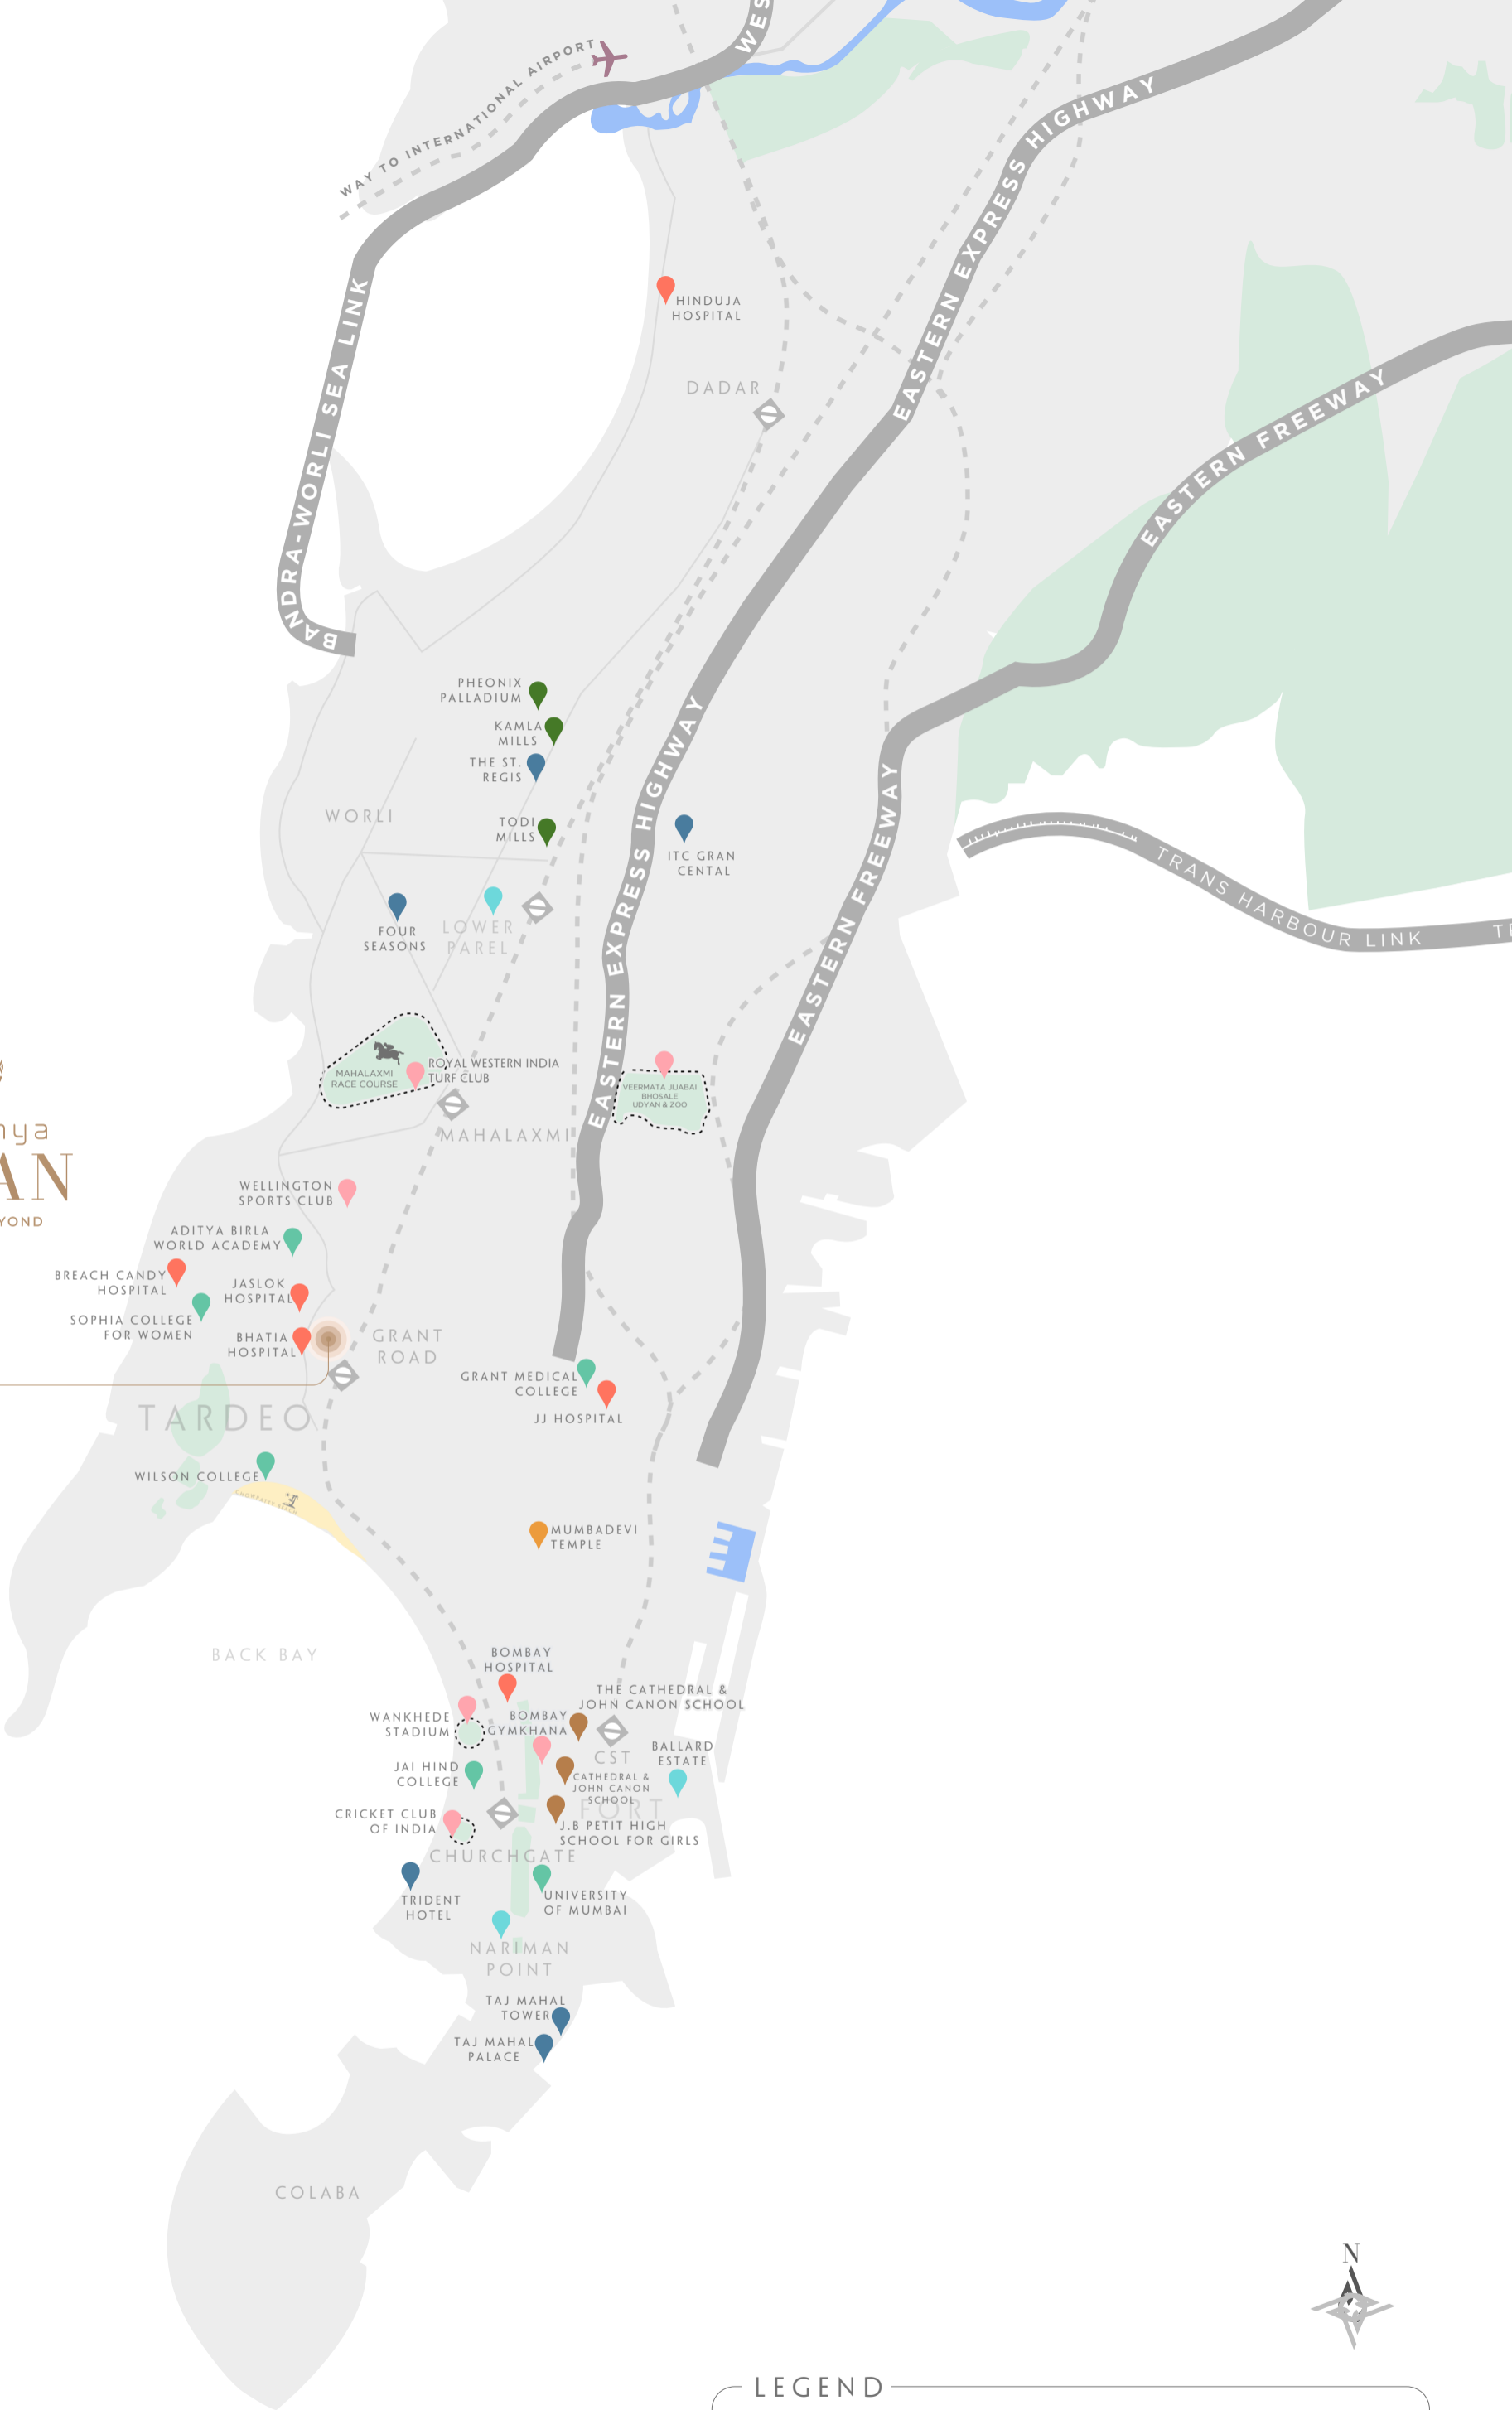 WES
WAY TO INTERNATIONAL AIRPORT
EASTERN EXPRESS HIGHWAY
HINDUJA
HOSPITAL
BANDRA-WORLI SEA LINK
DADAR
EASTERN FREEWAY
PHEONIX
PALLADIUM
KAMLA
MILLS
THE ST.
REGIS
EASTERN EXPRESS HIGHWAY
WORLI
TODI
MILLS
ITC GRAN
CENTAL
EASTERN FREEWAY
TRANS HARBOUR LINK
FOUR
SEASONS
LOWER
PAREL
MAHALAXMI
RACE COURSE
ROYAL WESTERN INDIA
TURF CLUB
VEERMATA JIJABAI
BHOSALE
UDYAN & ZOO
nya
AN
YOND
MAHALAXMI
WELLINGTON
SPORTS CLUB
ADITYA BIRLA
WORLD ACADEMY
BREACH CANDY
HOSPITAL
JASLOK
HOSPITAL
SOPHIA COLLEGE
FOR WOMEN
BHATIA
HOSPITAL
GRANT
ROAD
GRANT MEDICAL
COLLEGE
JJ HOSPITAL
TARDEO
WILSON COLLEGE
MUMBADEVI
TEMPLE
BACK BAY
BOMBAY
HOSPITAL
THE CATHEDRAL &
JOHN CANON SCHOOL
WANKHEDE
STADIUM
BOMBAY
GYMKHANA
CST
BALLARD
ESTATE
JAI HIND
COLLEGE
CATHEDRAL &
JOHN CANON
SCHOOL
FORT
CRICKET CLUB
OF INDIA
J.B PETIT HIGH
SCHOOL FOR GIRLS
CHURCHGATE
TRIDENT
HOTEL
UNIVERSITY
OF MUMBAI
NARIMAN
POINT
TAJ MAHAL
TOWER
TAJ MAHAL
PALACE
COLABA
N
LEGEND